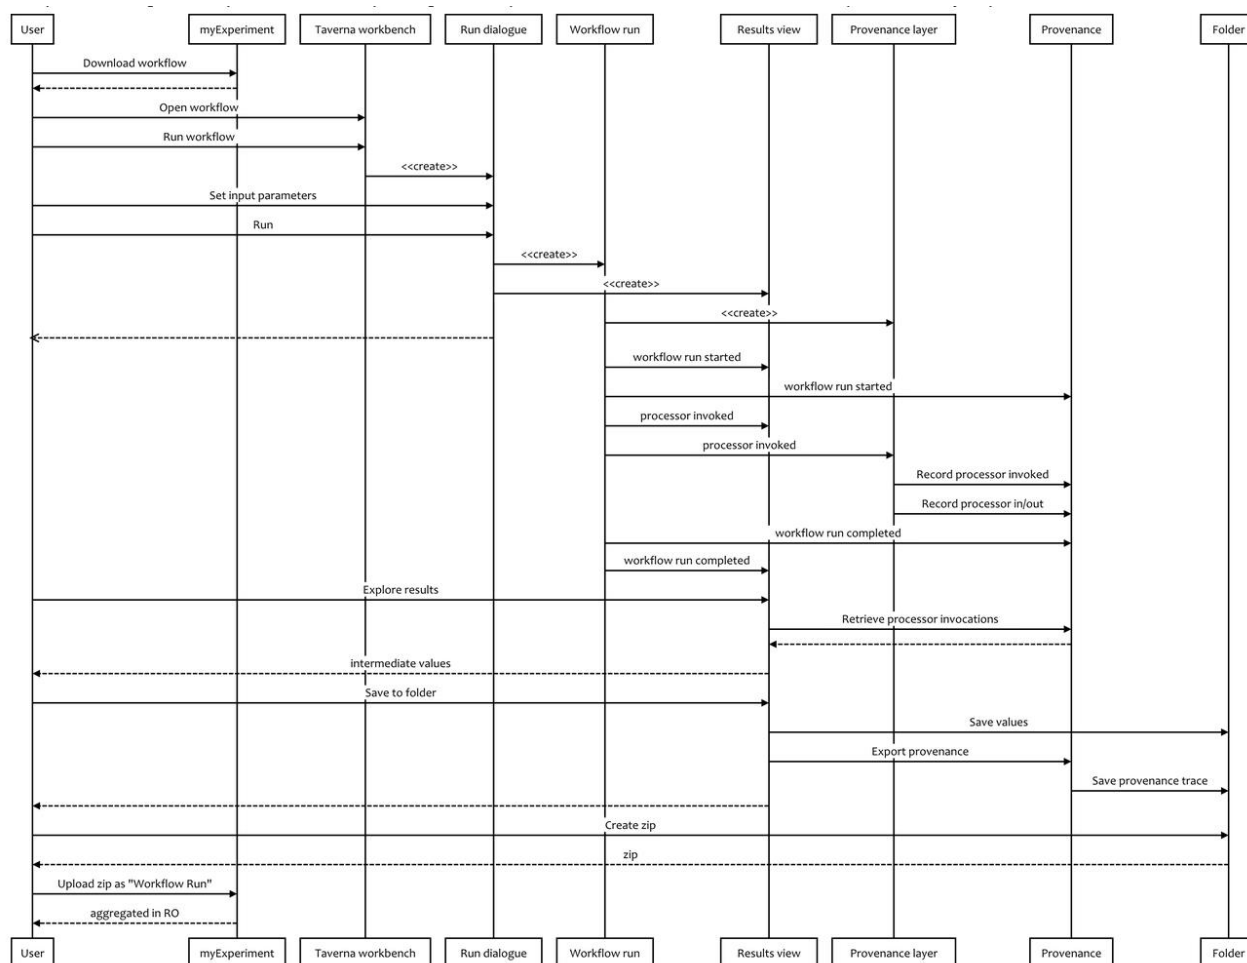 User
myExperiment
Taverna workbench
Run dialogue
Workflow run
Results view
Provenance layer
Provenance
Folder
Download workflow
Open workflow
Run workflow
<<create>>
Set input parameters
Run
<<create>>
<<create>>
<<create>>
workflow run started
workflow run started
processor invoked
processor invoked
Record processor invoked
Record processor in/out
workflow run completed
workflow run completed
Explore results
Retrieve processor invocations
intermediate values
Save to folder
Save values
Export provenance
Save provenance trace
Create zip
zip
Upload zip as "Workflow Run"
aggregated in RO
User
myExperiment
Taverna workbench
Run dialogue
Workflow run
Results view
Provenance layer
Provenance
Folder